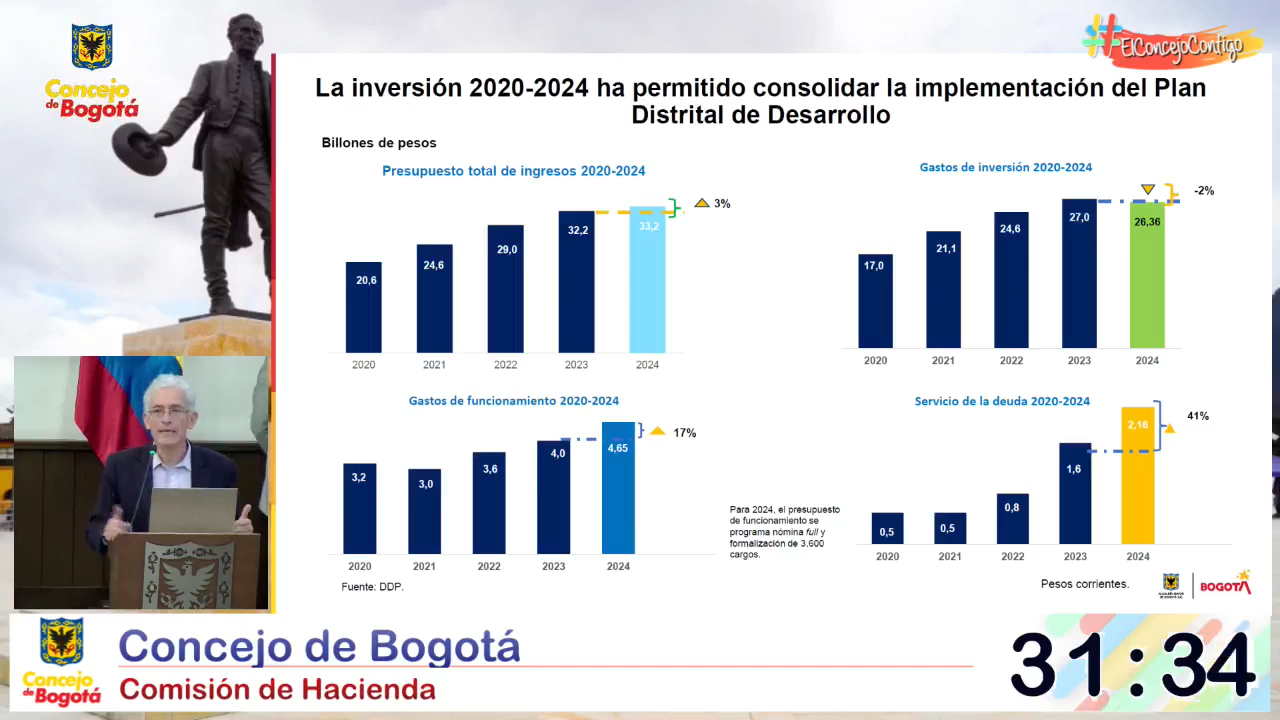 Concejo
de Bogotá
#ElConcejoContigo
La inversión 2020-2024 ha permitido consolidar la implementación del Plan
Distrital de Desarrollo
Billones de pesos
Presupuesto total de ingresos 2020-2024
3%
20,6
24,6
29,0
32,2
33,2
2020
2021
2022
2023
2024
Gastos de inversión 2020-2024
-2%
17,0
21,1
24,6
27,0
26,36
2020
2021
2022
2023
2024
Gastos de funcionamiento 2020-2024
17%
3,2
3,0
3,6
4,0
4,65
2020
2021
2022
2023
2024
Fuente: DDP.
Para 2024, el presupuesto
de funcionamiento se
programa nómina full y
formalización de 3.600
cargos.
Servicio de la deuda 2020-2024
41%
0,5
0,5
0,8
1,6
2,16
2020
2021
2022
2023
2024
Pesos corrientes.
ALCALDÍA MAYOR
DE BOGOTÁ D.C.
BOGOTÁ
Concejo
de Bogotá
Concejo de Bogotá
Comisión de Hacienda
31:34